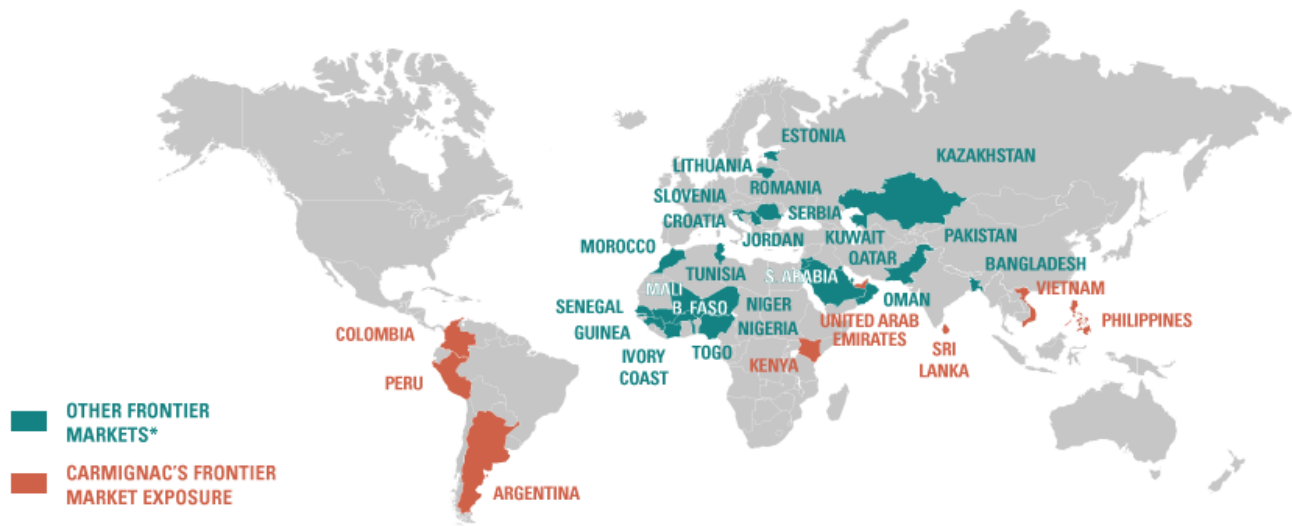 ESTONIA
LITHUANIA
KAZAKHSTAN
SLOVENIA
ROMANIA
CROATIA
SERBIA
MOROCCO
JORDAN
KUWAIT
PAKISTAN
TUNISIA
S. ARABIA
QATAR
BANGLADESH
MALI
SENEGAL
B. FASO
NIGER
OMAN
VIETNAM
GUINEA
NIGERIA
UNITED ARAB
EMIRATES
PHILIPPINES
COLOMBIA
IVORY
COAST
TOGO
KENYA
SRI
LANKA
PERU
OTHER FRONTIER
MARKETS*
CARMIGNAC'S FRONTIER
MARKET EXPOSURE
ARGENTINA